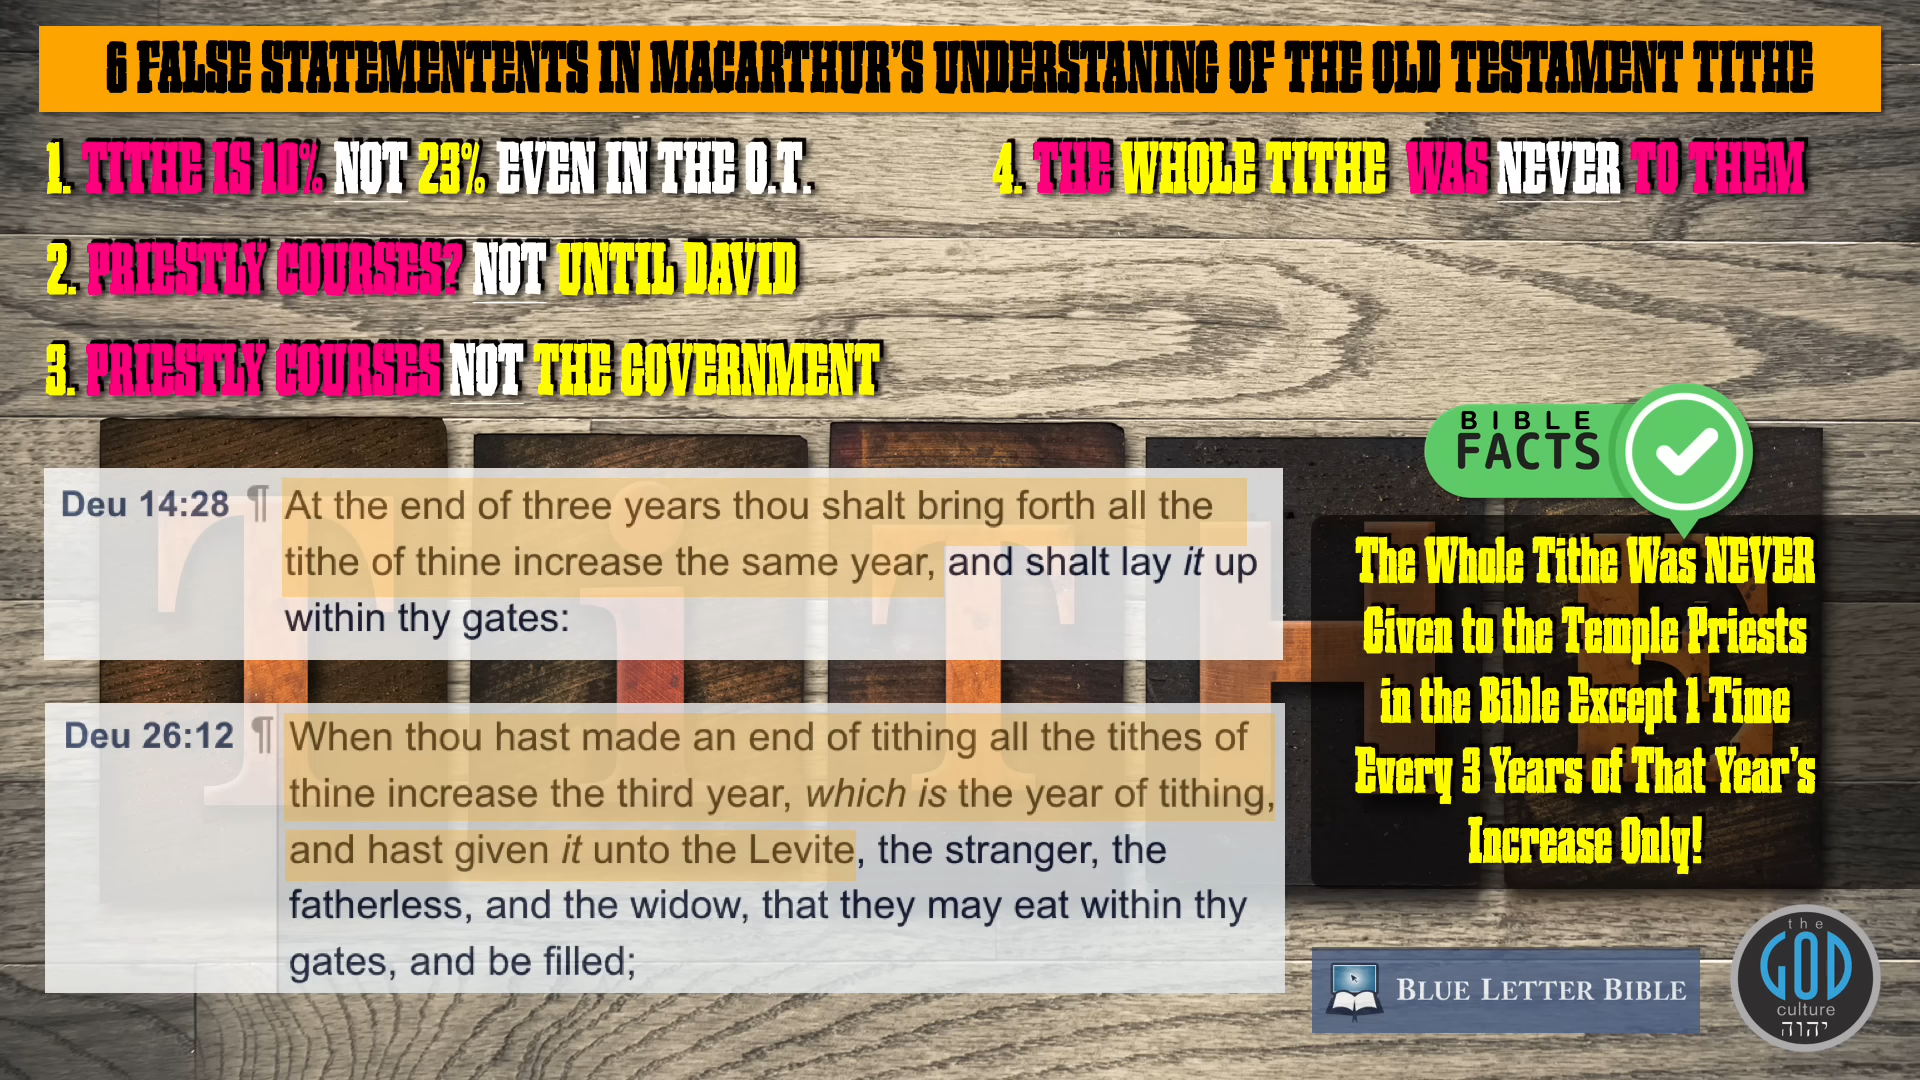 6 FALSE STATEMENTENTS IN MACARTHUR'S UNDERSTANING OF THE OLD TESTAMENT TITHE
1. TITHE IS 10% NOT 23% EVEN IN THE O.T.
2. PRIESTLY COURSES? NOT UNTIL DAVID
3. PRIESTLY COURSES NOT THE GOVERNMENT
4. THE WHOLE TITHE WAS NEVER TO THEM
Deu 14:28 ¶ At the end of three years thou shalt bring forth all the
tithe of thine increase the same year, and shalt lay it up
within thy gates:
Deu 26:12 ¶ When thou hast made an end of tithing all the tithes of
thine increase the third year, which is the year of tithing,
and hast given it unto the Levite, the stranger, the
fatherless, and the widow, that they may eat within thy
gates, and be filled;
TiTHE
BIBLE
FACTS
The Whole Tithe Was NEVER
Given to the Temple Priests
in the Bible Except 1 Time
Every 3 Years of That Year's
Increase Only!
BLUE LETTER BIBLE
the
GOD
culture
יהוה